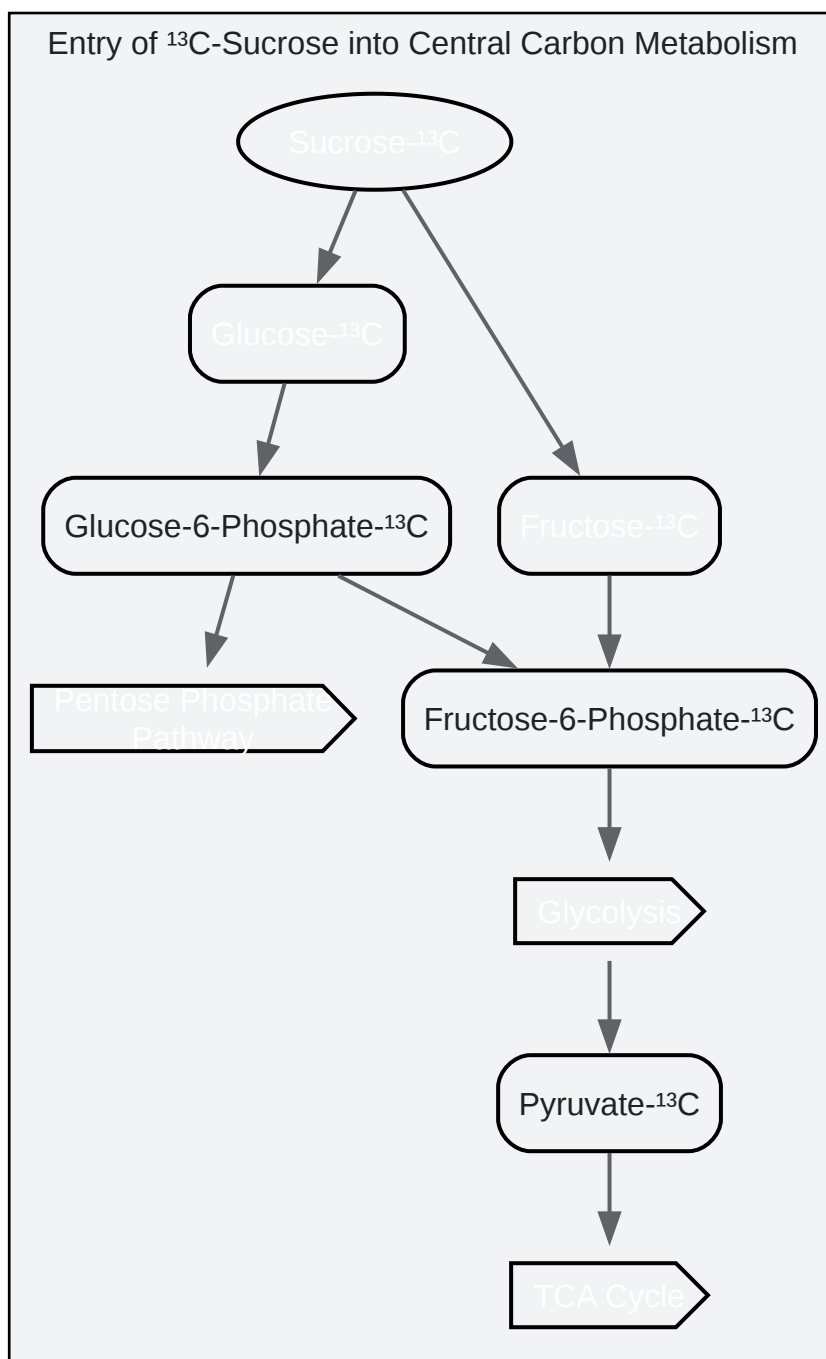 Entry of ¹³C-Sucrose into Central Carbon Metabolism
Sucrose-¹³C
Glucose-¹³C
Glucose-6-Phosphate-¹³C
Fructose-¹³C
Pentose Phosphate
Pathway
Fructose-6-Phosphate-¹³C
Glycolysis
Pyruvate-¹³C
TCA Cycle